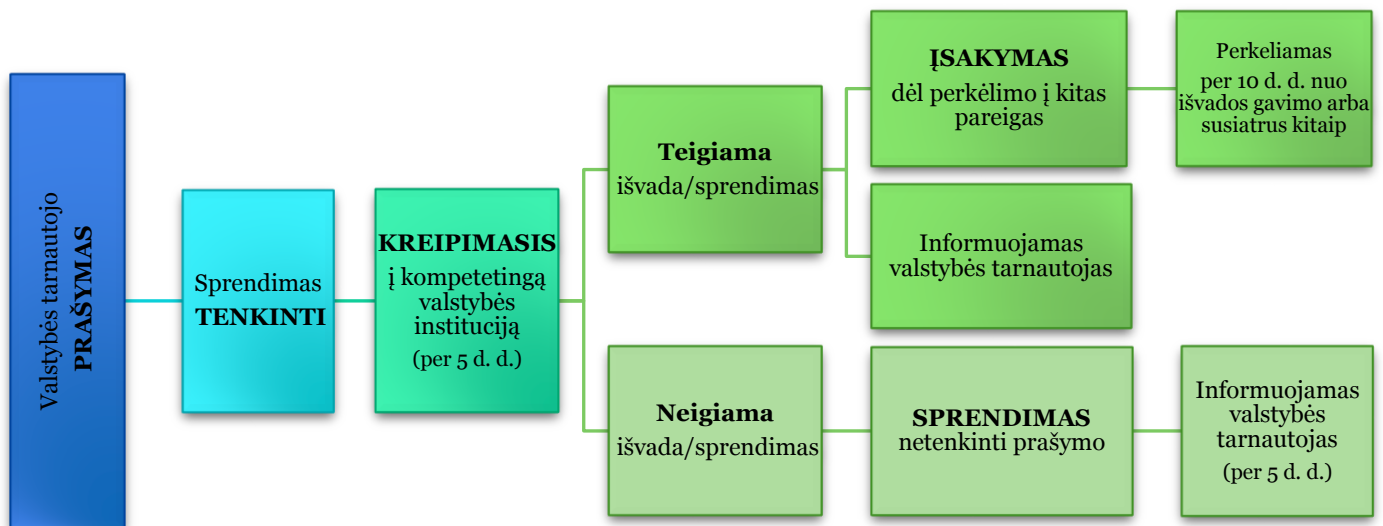 Valstybės tarnautojo
PRAŠYMAS
Sprendimas
TENKINTI
KREIPIMASIS
į kompetetingą
valstybės
instituciją
(per 5 d. d.)
Teigiama
išvada/sprendimas
ĮSAKYMAS
dėl perkėlimo į kitas
pareigas
Perkeliamas
per 10 d. d. nuo
išvados gavimo arba
susiatrus kitaip
Informuojamas
valstybės tarnautojas
Neigiama
išvada/sprendimas
SPRENDIMAS
netenkinti prašymo
Informuojamas
valstybės
tarnautojas
(per 5 d. d.)